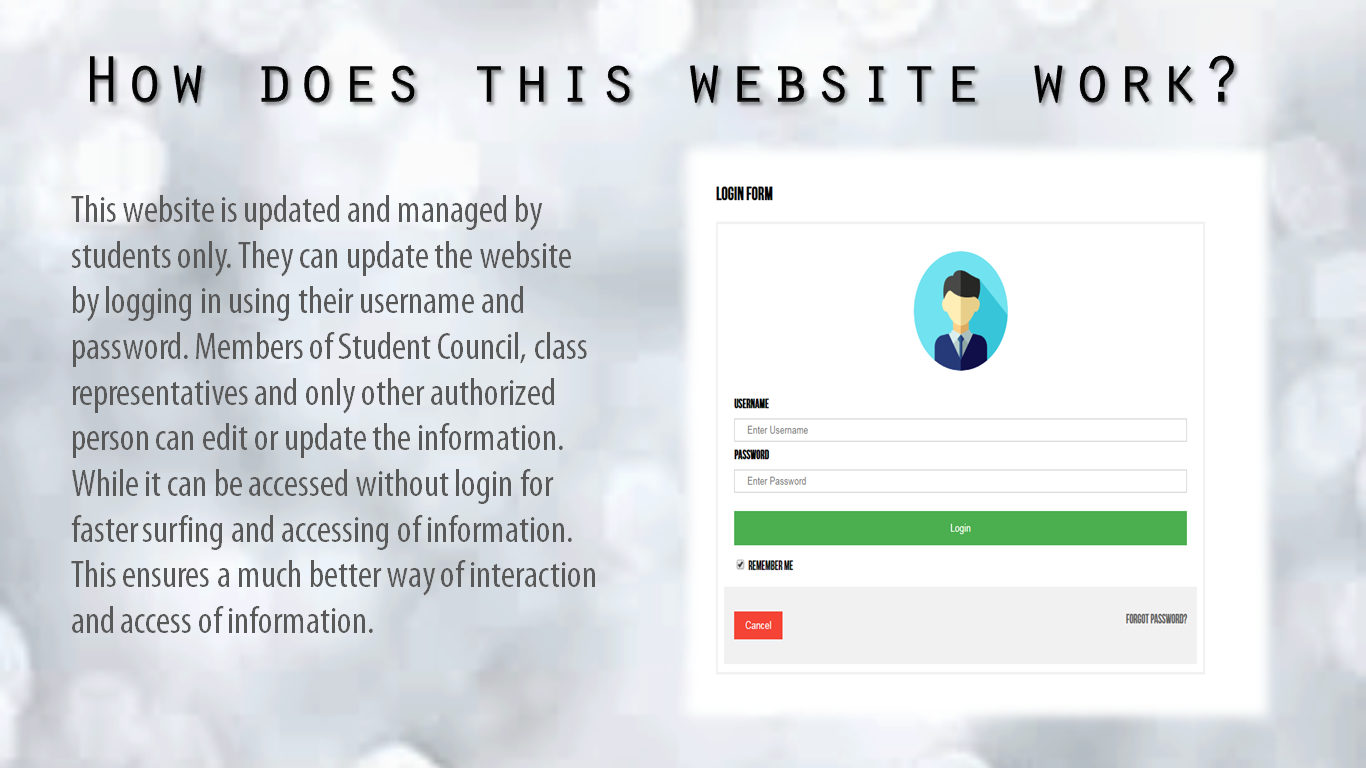 How does this website work?
This website is updated and managed by
students only. They can update the website
by logging in using their username and
password. Members of Student Council, class
representatives and only other authorized
person can edit or update the information.
While it can be accessed without login for
faster surfing and accessing of information.
This ensures a much better way of interaction
and access of information.
LOGIN FORM
USERNAME
Enter Username
PASSWORD
Enter Password
Login
REMEMBER ME
Cancel
FORGOT PASSWORD?